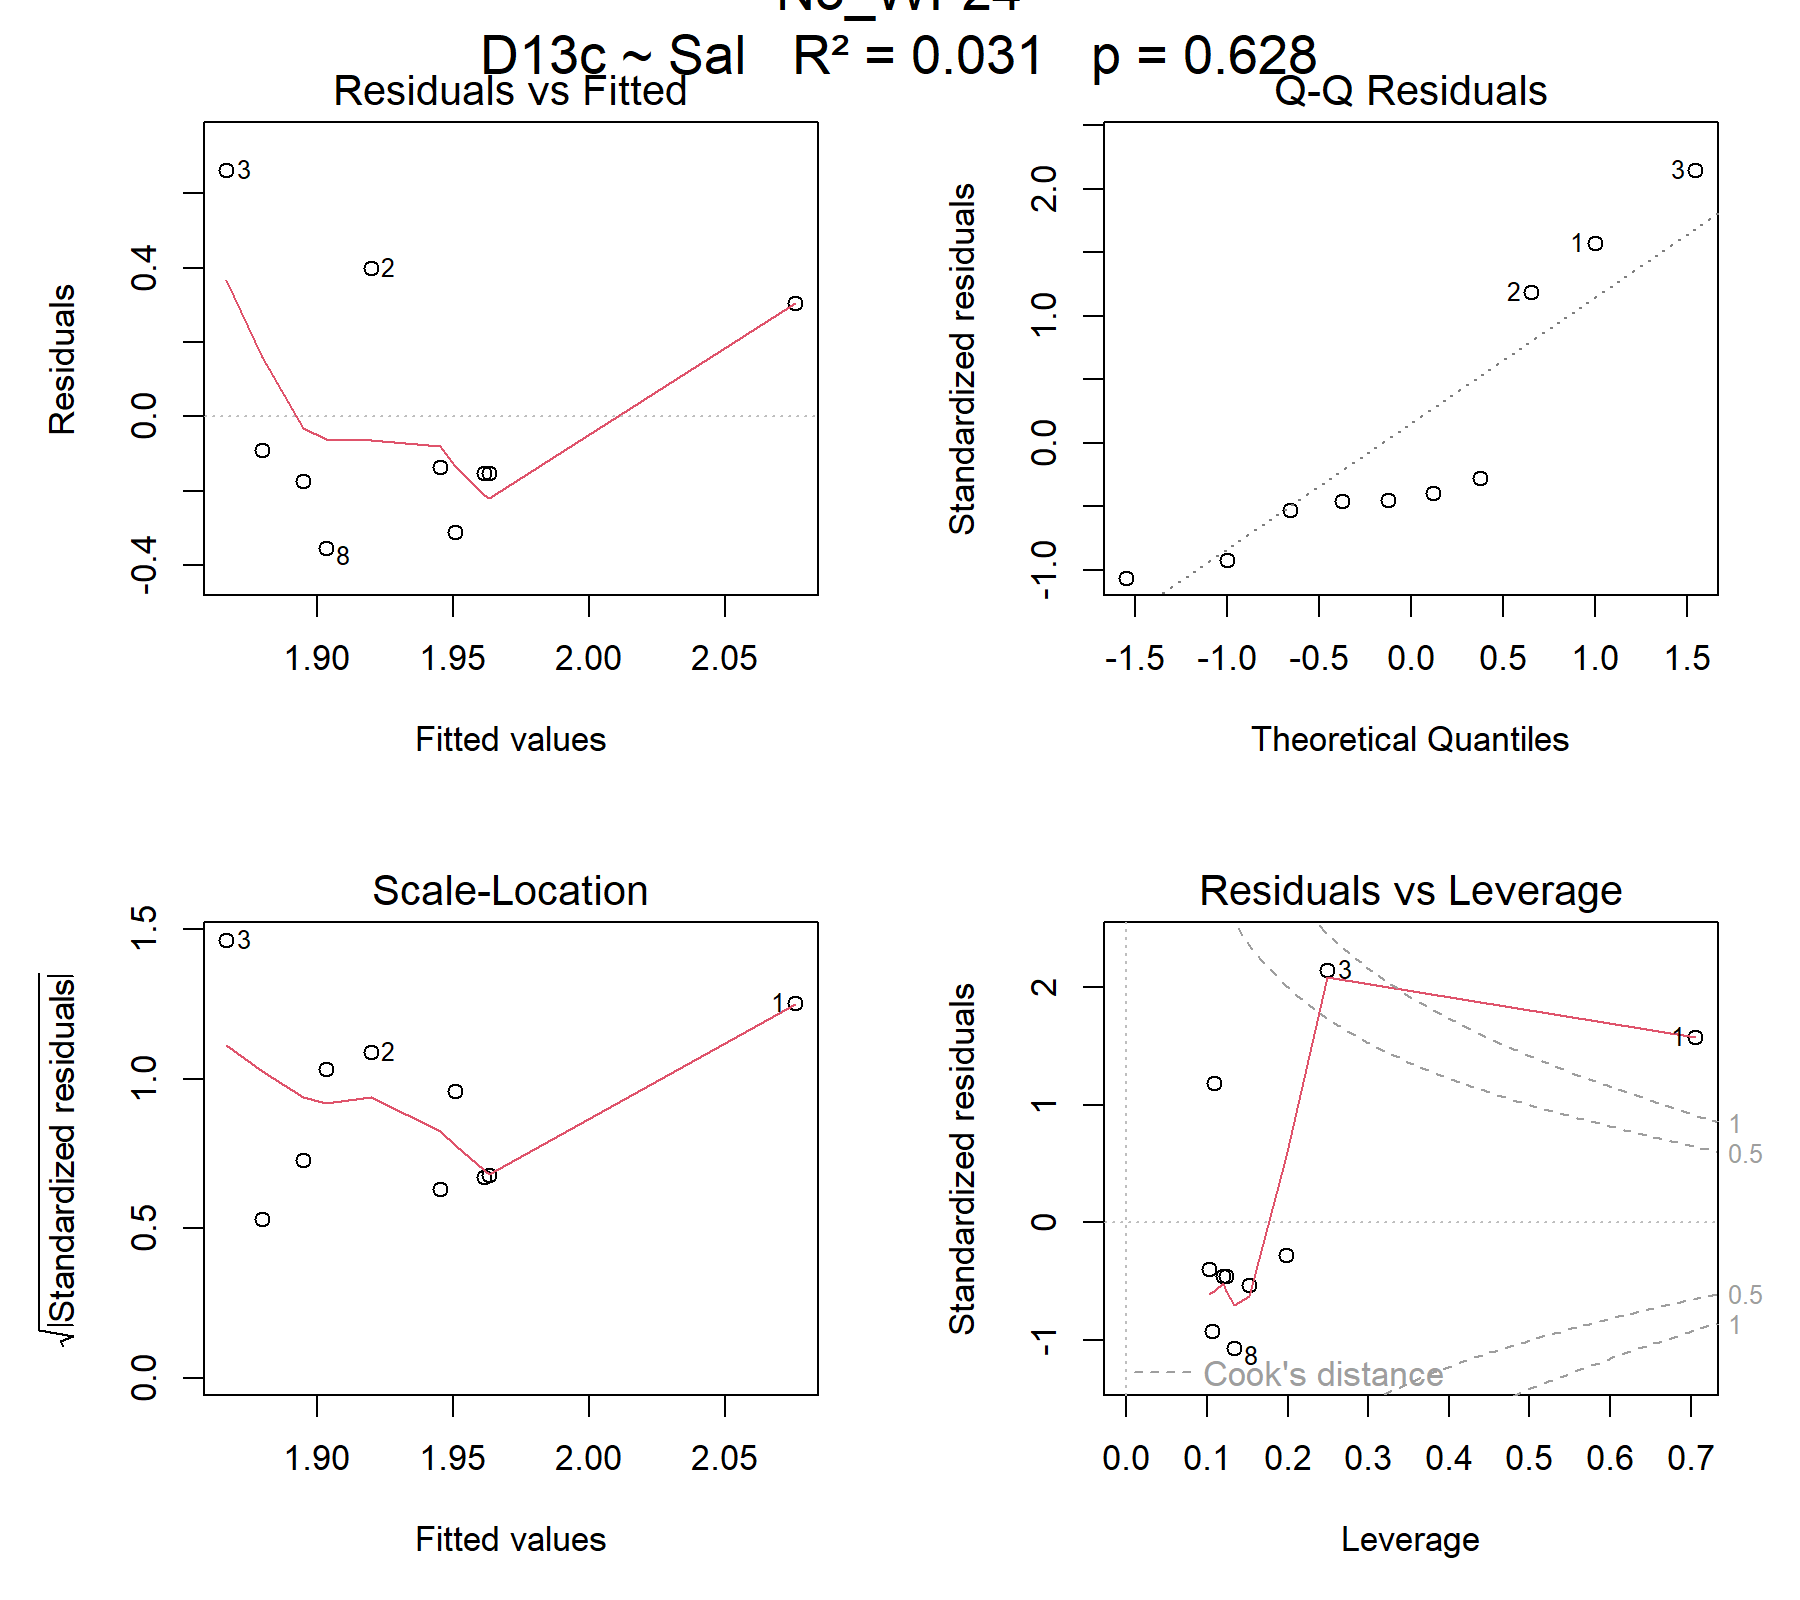 D13c ~ Sal R² = 0.031 p = 0.628
Residuals vs Fitted
3
2
8
Residuals
0.4
0.0
-0.4
1.90 1.95 2.00 2.05
Fitted values
Q-Q Residuals
3
1
2
Standardized residuals
2.0
1.0
0.0
-1.0
-1.5 -1.0 -0.5 0.0 0.5 1.0 1.5
Theoretical Quantiles
Scale-Location
3
1
2
√|Standardized residuals|
1.5
1.0
0.5
0.0
1.90 1.95 2.00 2.05
Fitted values
Residuals vs Leverage
3
1
8
1
0.5
0.5
1
Cook's distance
Standardized residuals
2
1
0
-1
0.0 0.1 0.2 0.3 0.4 0.5 0.6 0.7
Leverage